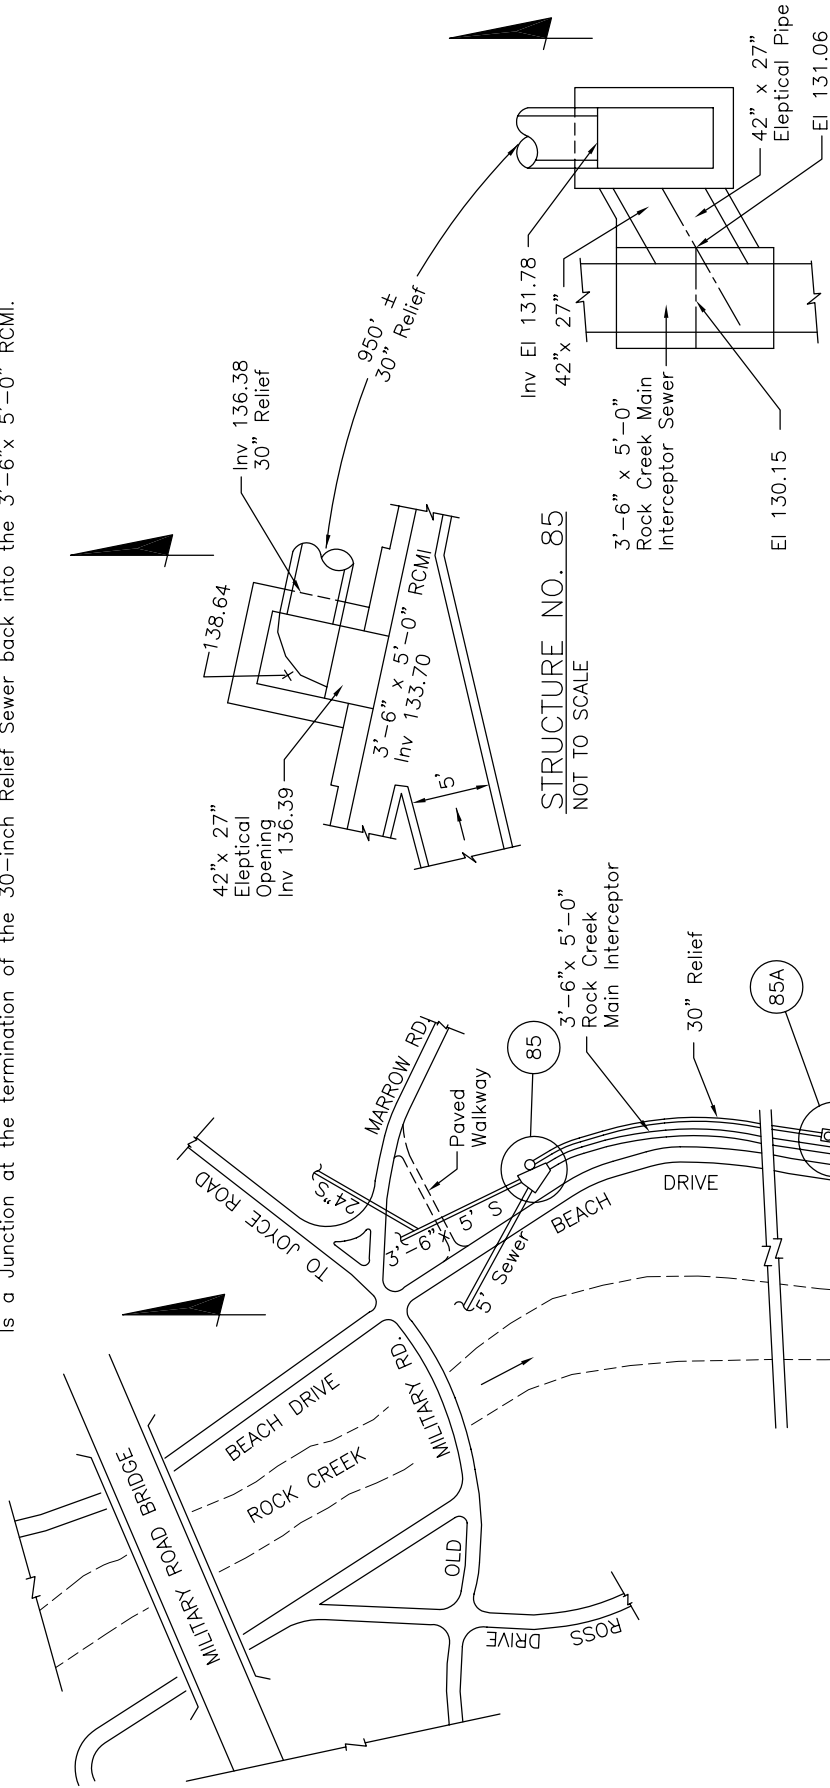 Is a Junction at the termination of the 30-inch Relief Sewer back into the 3'-6"x 5'-0" RCMI.
MILITARY ROAD BRIDGE
BEACH DRIVE
ROCK CREEK
MILITARY RD.
OLD
ROSS
DRIVE
TO JOYCE ROAD
MARROW RD
24"S
Paved
Walkway
3'-6" x 5' S
5' Sewer
BEACH
DRIVE
85
3'-6"x 5'-0"
Rock Creek
Main Interceptor
30" Relief
85A
42"x 27"
Eleptical
Opening
Inv 136.39
138.64
Inv 136.38
30" Relief
3'-6" x 5'-0" RCMI
Inv 133.70
5'
950' ±
30" Relief
STRUCTURE NO. 85
NOT TO SCALE
Inv El 131.78
42"x 27"
3'-6" x 5'-0"
Rock Creek Main
Interceptor Sewer
El 130.15
42" x 27"
Eleptical Pipe
El 131.06